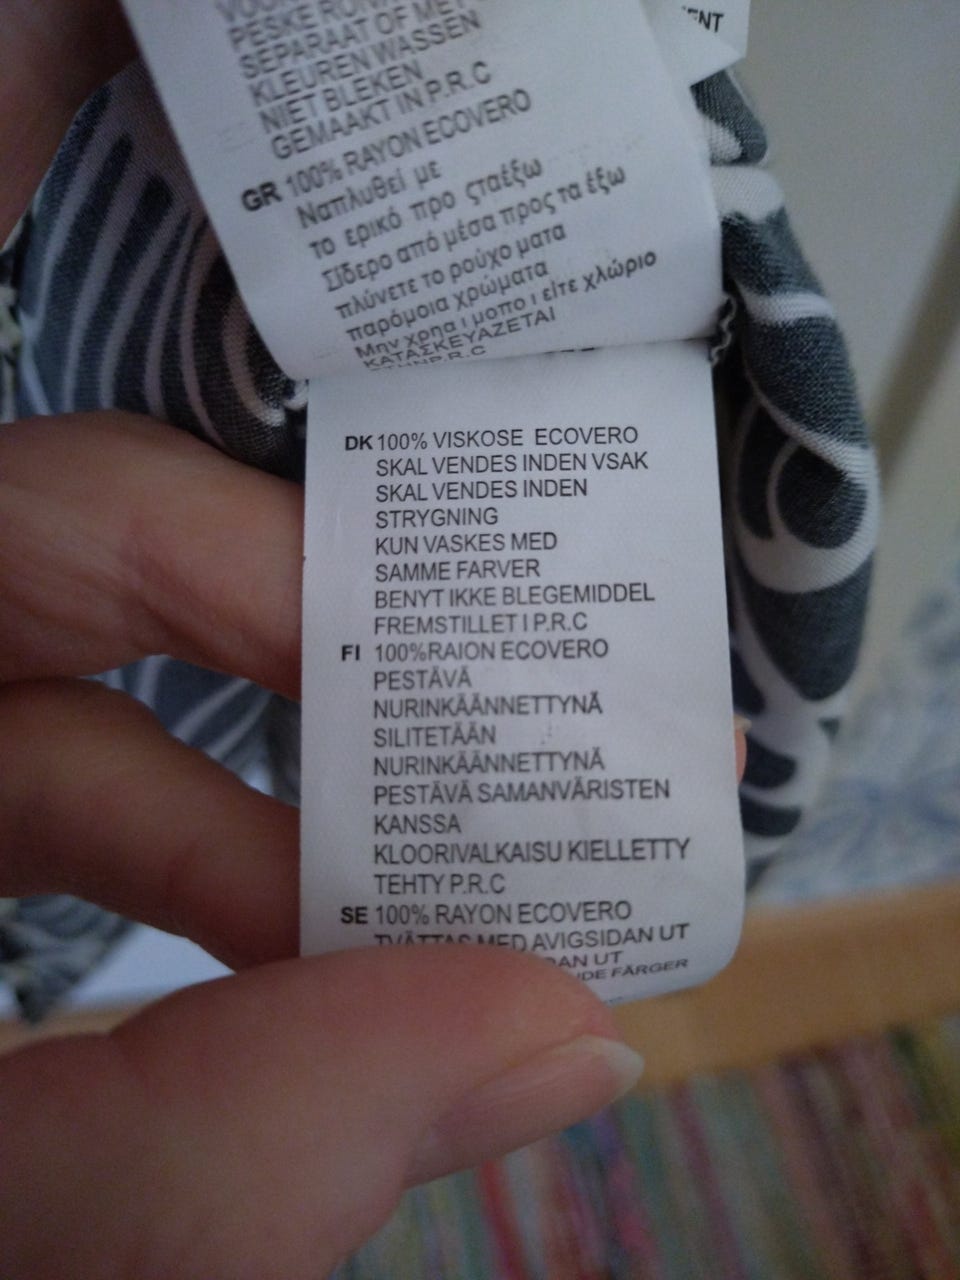 PESKE
SEPARAAT OF MET
KLEUREN WASSEN
NIET BLEKEN
GEMAAKT IN P.R.C
GR 100% RAYON ECOVERO
Ναπλυθεί με
το ερικό προ ςταέξω
Σίδερο από μέσα προς τα έξω
πλύνετε το ρούχο ματα
παρόμοια χρώματα
Μην χρηα ι μοπο ι είτε χλώριο
ΚΑΤΑΣΚΕΥΑΖΕΤΑΙ
P.R.C
DK 100% VISKOSE ECOVERO
SKAL VENDES INDEN VSAK
SKAL VENDES INDEN
STRYGNING
KUN VASKES MED
SAMME FARVER
BENYT IKKE BLEGEMIDDEL
FREMSTILLET I P.R.C
FI 100%RAION ECOVERO
PESTÄVÄ
NURINKÄÄNNETTYNÄ
SILITETÄÄN
NURINKÄÄNNETTYNÄ
PESTÄVÄ SAMANVÄRISTEN
KANSSA
KLOORIVALKAISU KIELLETTY
TEHTY P.R.C
SE 100% RAYON ECOVERO
TVÄTTAS MED AVIGSIDAN UT
UT
FÄRGER